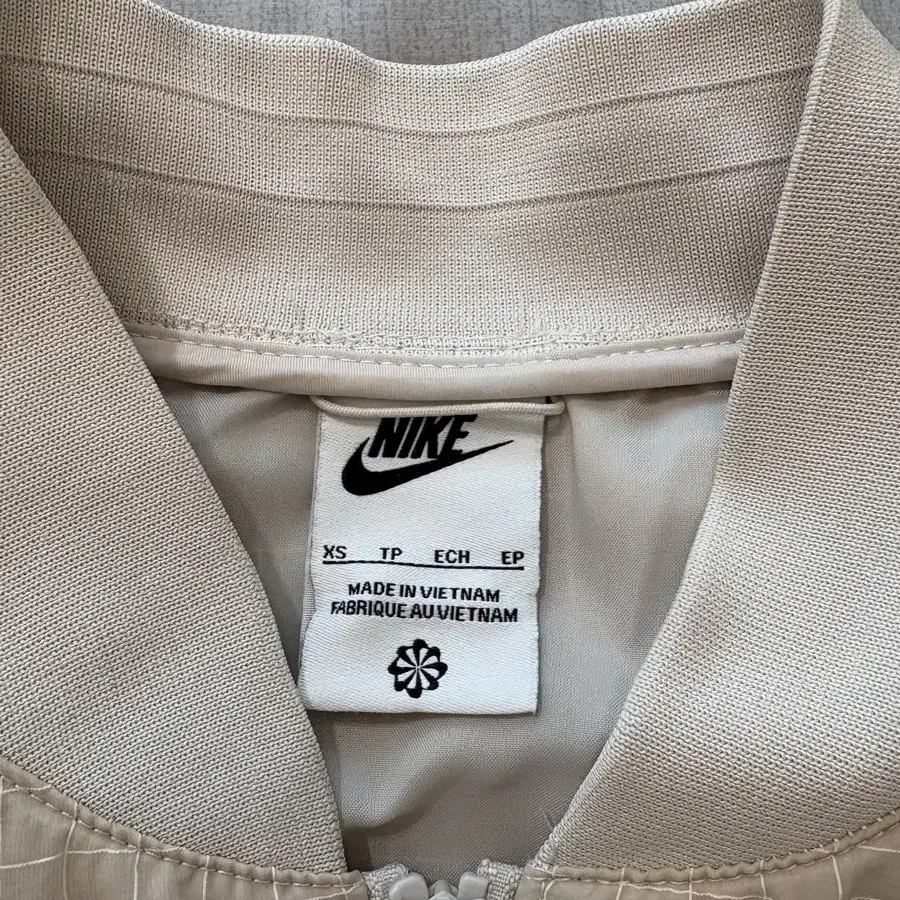 NIKE
XS TP ECH EP
MADE IN VIETNAM
FABRIQUE AU VIETNAM